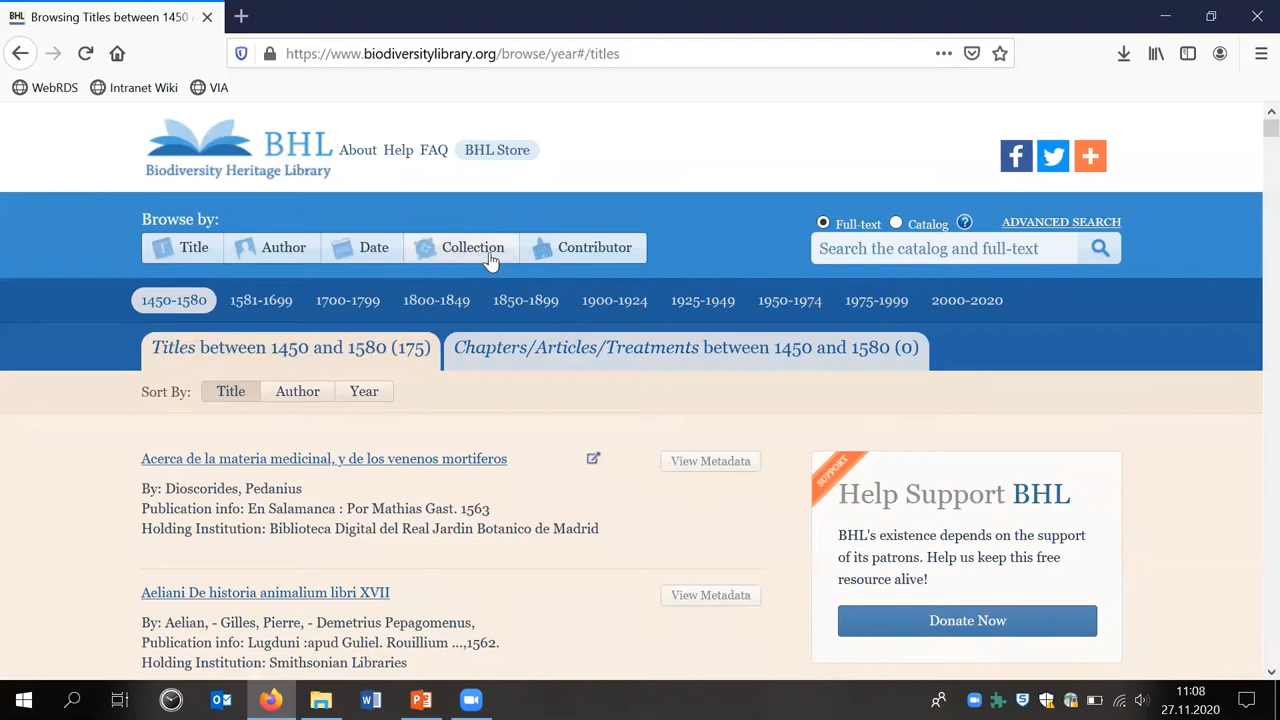 BHL Browsing Titles between 1450
https://www.biodiversitylibrary.org/browse/year#/titles
WebRDS Intranet Wiki VIA
BHL About Help FAQ BHL Store
Biodiversity Heritage Library
Browse by:
Full-text Catalog ? ADVANCED SEARCH
Title Author Date Collection Contributor
Search the catalog and full-text
1450-1580 1581-1699 1700-1799 1800-1849 1850-1899 1900-1924 1925-1949 1950-1974 1975-1999 2000-2020
Titles between 1450 and 1580 (175) Chapters/Articles/Treatments between 1450 and 1580 (0)
Sort By: Title Author Year
Acerca de la materia medicinal, y de los venenos mortiferos
View Metadata
By: Dioscorides, Pedanius
Publication info: En Salamanca : Por Mathias Gast. 1563
Holding Institution: Biblioteca Digital del Real Jardin Botanico de Madrid
Aeliani De historia animalium libri XVII
View Metadata
By: Aelian, - Gilles, Pierre, - Demetrius Pepagomenus,
Publication info: Lugduni :apud Guliel. Rouillium ...,1562.
Holding Institution: Smithsonian Libraries
SUPPORT
Help Support BHL
BHL's existence depends on the support
of its patrons. Help us keep this free
resource alive!
Donate Now
11:08
27.11.2020